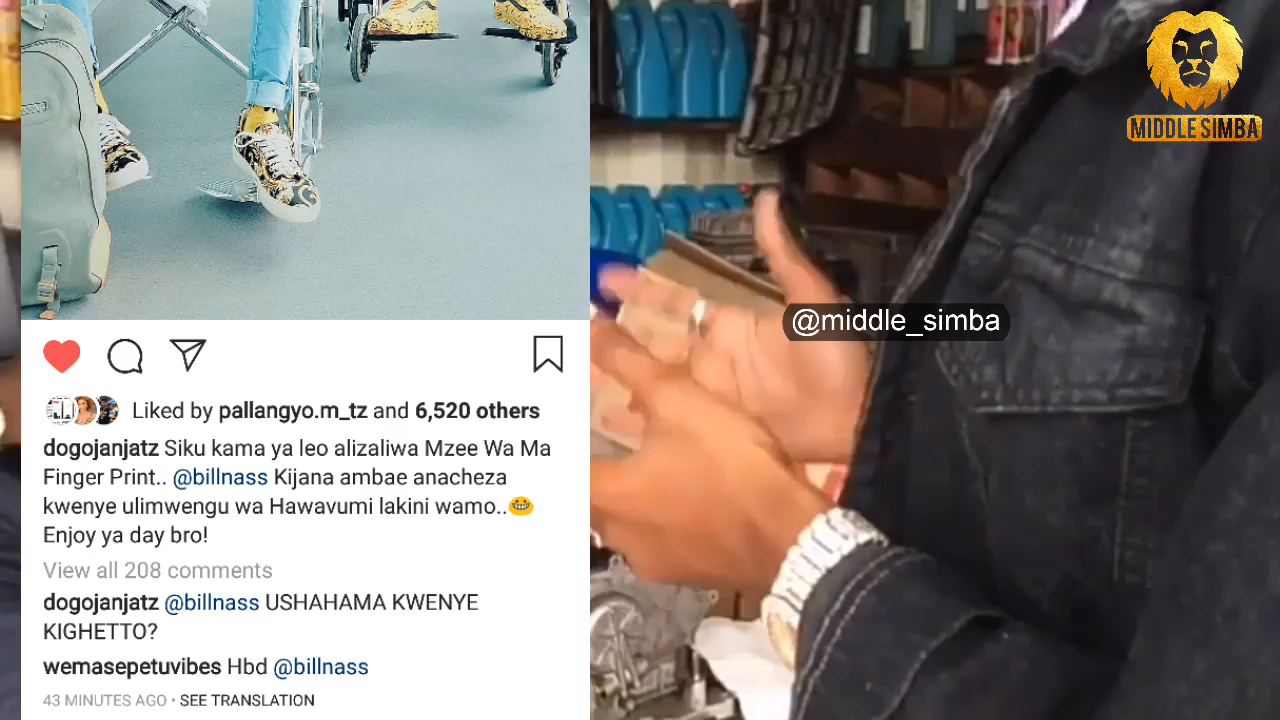 Liked by pallangyo.m_tz and 6,520 others
dogojanjatz Siku kama ya leo alizaliwa Mzee Wa Ma
Finger Print.. @billnass Kijana ambae anacheza
kwenye ulimwengu wa Hawavumi lakini wamo..😁
Enjoy ya day bro!
View all 208 comments
dogojanjatz @billnass USHAHAMA KWENYE
KIGHETTO?
wemasepetuvibes Hbd @billnass
43 MINUTES AGO • SEE TRANSLATION
MIDDLE SIMBA
@middle_simba